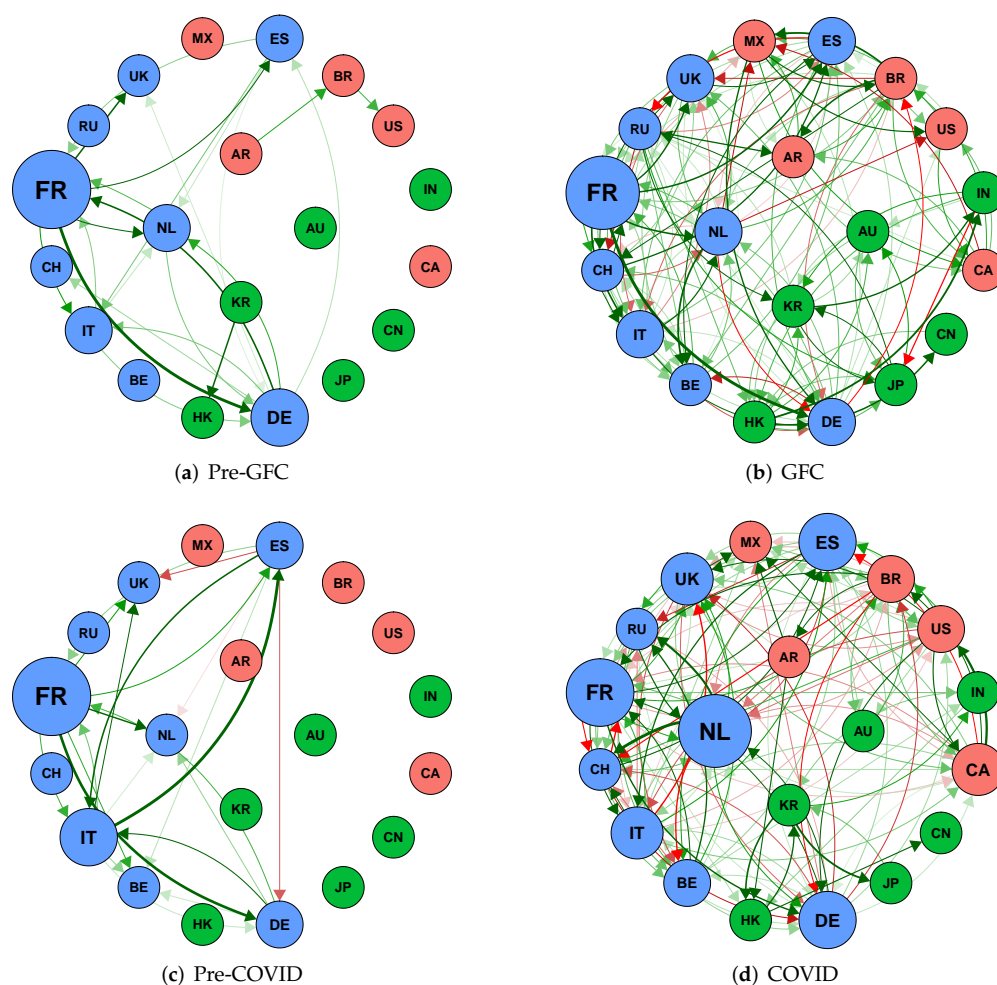 MX
ES
UK
BR
RU
US
AR
FR
IN
NL
AU
CH
CA
KR
IT
CN
BE
JP
HK
DE
(a) Pre-GFC
MX
ES
UK
BR
RU
US
AR
FR
IN
NL
AU
CH
CA
KR
IT
CN
BE
JP
HK
DE
(b) GFC
MX
ES
UK
BR
RU
US
AR
FR
IN
NL
AU
CH
CA
KR
IT
CN
BE
JP
HK
DE
(c) Pre-COVID
MX
ES
UK
BR
RU
US
AR
FR
IN
NL
AU
CH
CA
KR
IT
CN
BE
JP
HK
DE
(d) COVID